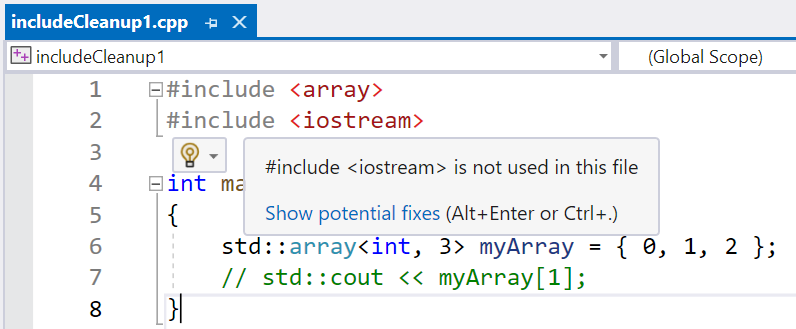 includeCleanup1.cpp
includeCleanup1 (Global Scope)
1 #include <array>
2 #include <iostream>
3
#include <iostream> is not used in this file
4 int ma
Show potential fixes (Alt+Enter or Ctrl+.)
5 {
6 std::array<int, 3> myArray = { 0, 1, 2 };
7 // std::cout << myArray[1];
8 }